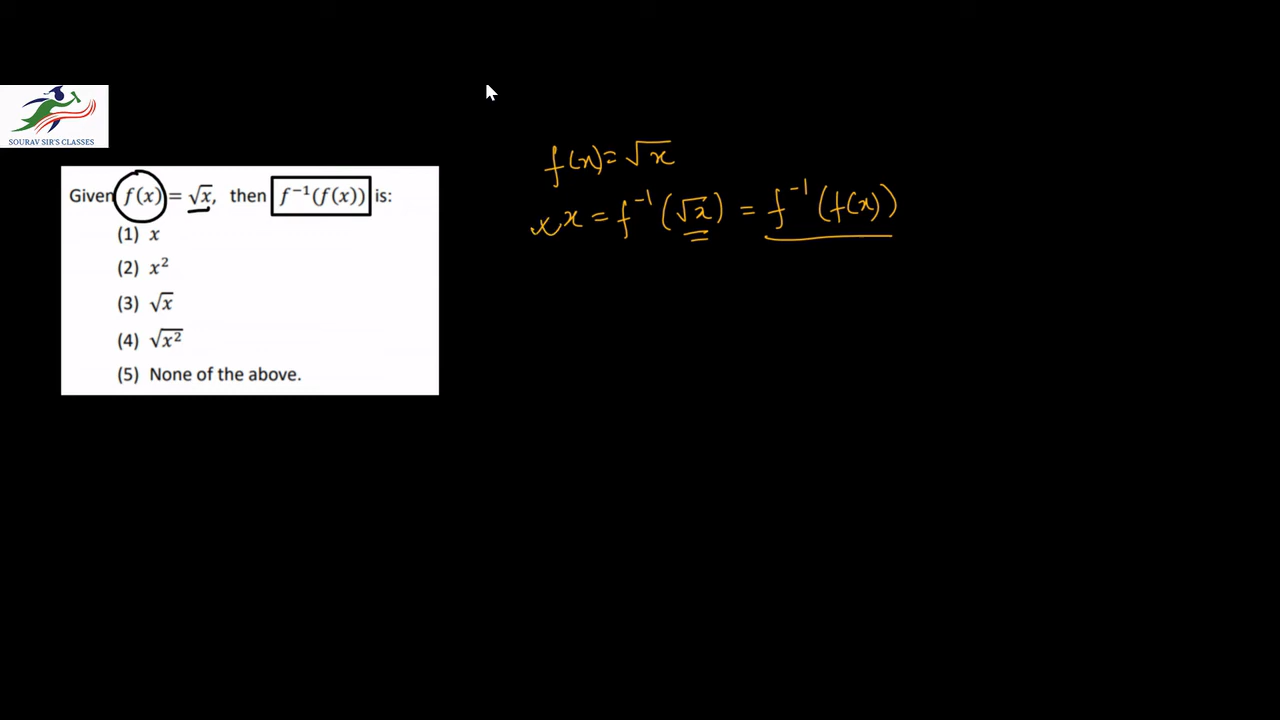 SOURAV SIR'S CLASSES
f(x) = √x
Given f(x) = √x, then f⁻¹(f(x)) is:
x x = f⁻¹(√x) = f⁻¹(f(x))
(1) x
(2) x²
(3) √x
(4) √x²
(5) None of the above.